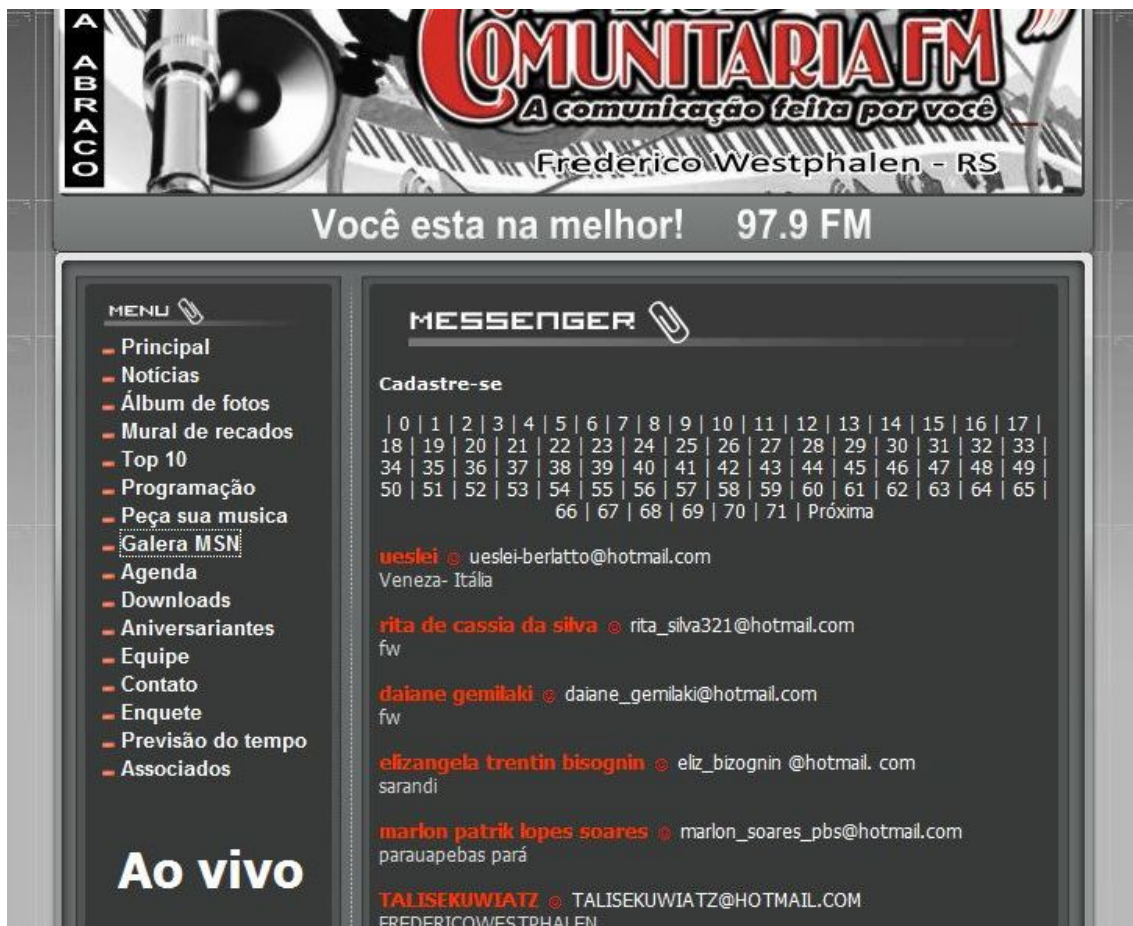 A ABRACO
COMUNITARIA FM
A comunicação feita por você
Frederico Westphalen - RS
Você esta na melhor! 97.9 FM
MENU
Principal
Notícias
Álbum de fotos
Mural de recados
Top 10
Programação
Peça sua musica
Galera MSN
Agenda
Downloads
Aniversariantes
Equipe
Contato
Enquete
Previsão do tempo
Associados
Ao vivo
MESSENGER
Cadastre-se
| 0 | 1 | 2 | 3 | 4 | 5 | 6 | 7 | 8 | 9 | 10 | 11 | 12 | 13 | 14 | 15 | 16 | 17 |
18 | 19 | 20 | 21 | 22 | 23 | 24 | 25 | 26 | 27 | 28 | 29 | 30 | 31 | 32 | 33 |
34 | 35 | 36 | 37 | 38 | 39 | 40 | 41 | 42 | 43 | 44 | 45 | 46 | 47 | 48 | 49 |
50 | 51 | 52 | 53 | 54 | 55 | 56 | 57 | 58 | 59 | 60 | 61 | 62 | 63 | 64 | 65 |
66 | 67 | 68 | 69 | 70 | 71 | Próxima
ueslei @ ueslei-berlatto@hotmail.com
Veneza- Itália
rita de cassia da silva @ rita_silva321@hotmail.com
fw
daiane gemilaki @ daiane_gemilaki@hotmail.com
fw
elizangela trentin bisognin @ eliz_bizognin @hotmail. com
sarandi
marlon patrik lopes soares @ marlon_soares_pbs@hotmail.com
parauapebas pará
TALISEKUWIATZ @ TALISEKUWIATZ@HOTMAIL.COM
FREDERICOWESTPHALEN